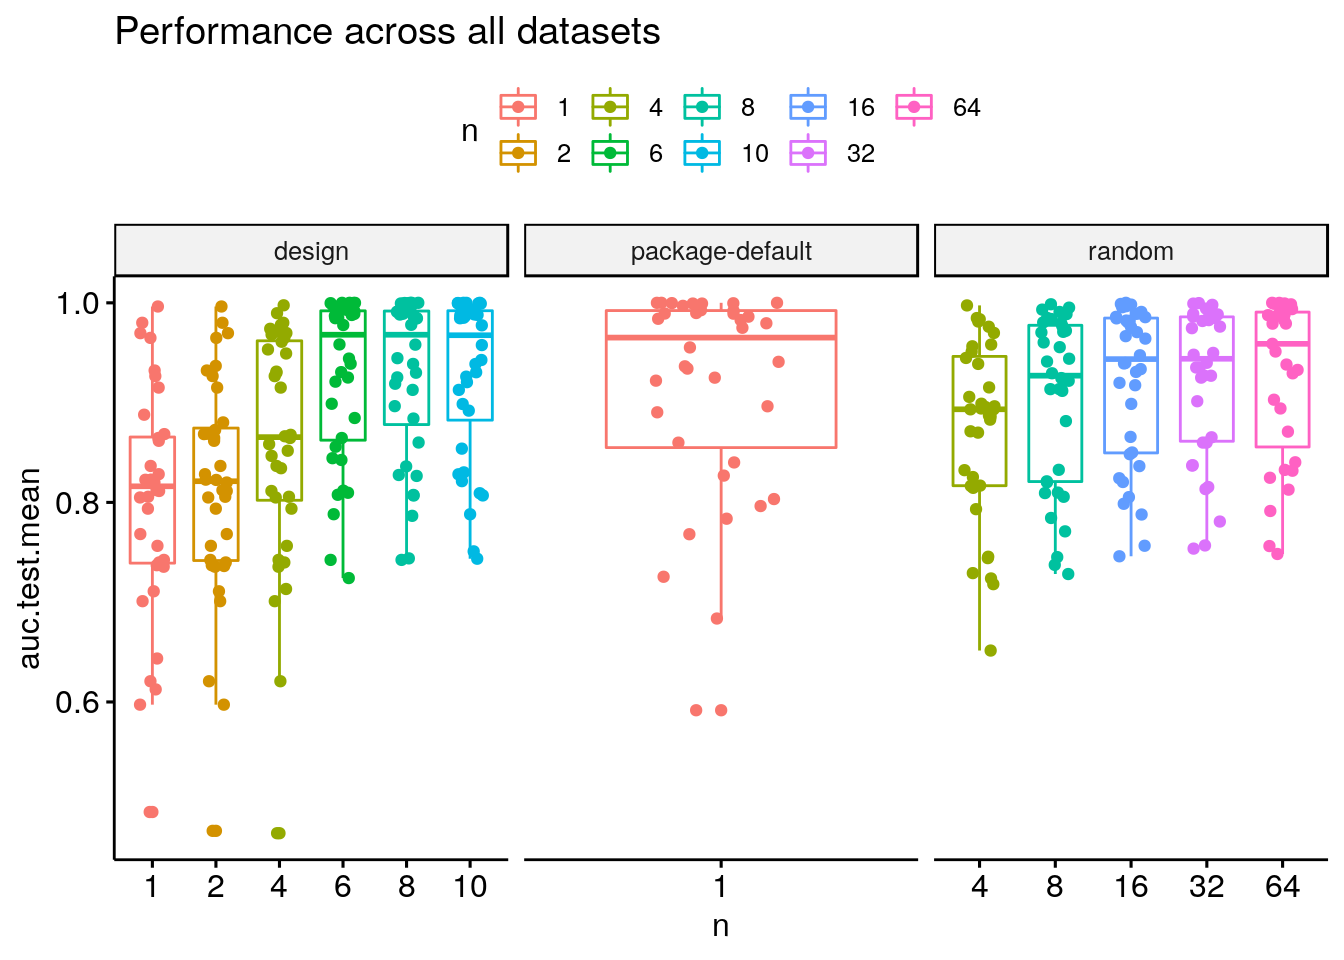 Performance across all datasets
n
1 4 8 16 64
2 6 10 32
design package-default random
auc.test.mean
1.0
0.8
0.6
1 2 4 6 8 10 1 4 8 16 32 64
n